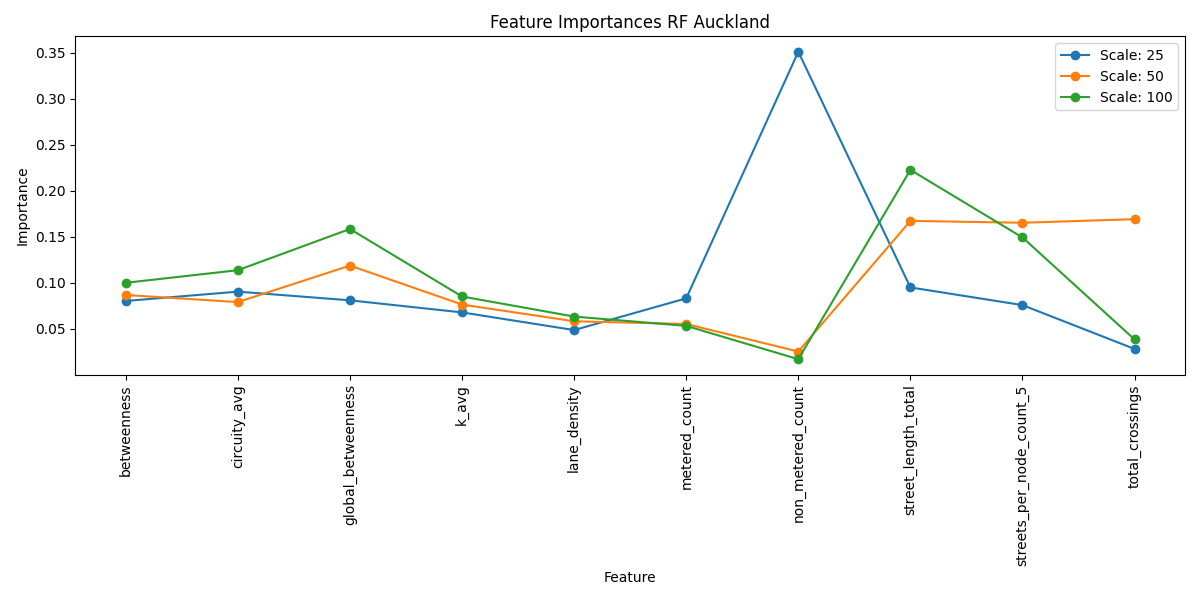 Feature Importances RF Auckland
Importance
0.35
0.30
0.25
0.20
0.15
0.10
0.05
Scale: 25
Scale: 50
Scale: 100
betweenness
circuity_avg
global_betweenness
k_avg
lane_density
metered_count
non_metered_count
street_length_total
streets_per_node_count_5
total_crossings
Feature